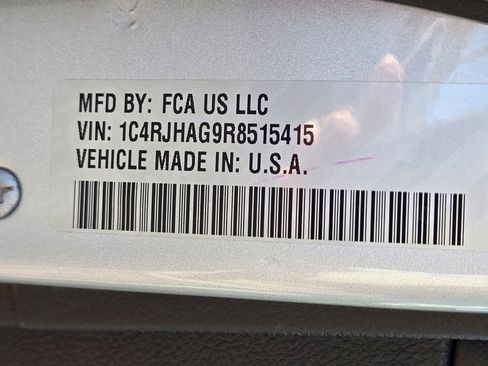 MFD BY: FCA US LLC
VIN: 1C4RJHAG9R8515415
VEHICLE MADE IN: U.S.A.